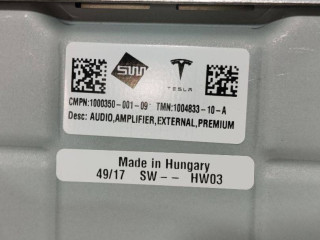 SWM
TESLA
CMPN:1000350-001-09 TMN:1004833-10-A
Desc: AUDIO,AMPLIFIER,EXTERNAL,PREMIUM
Made in Hungary
49/17 SW-- HW03